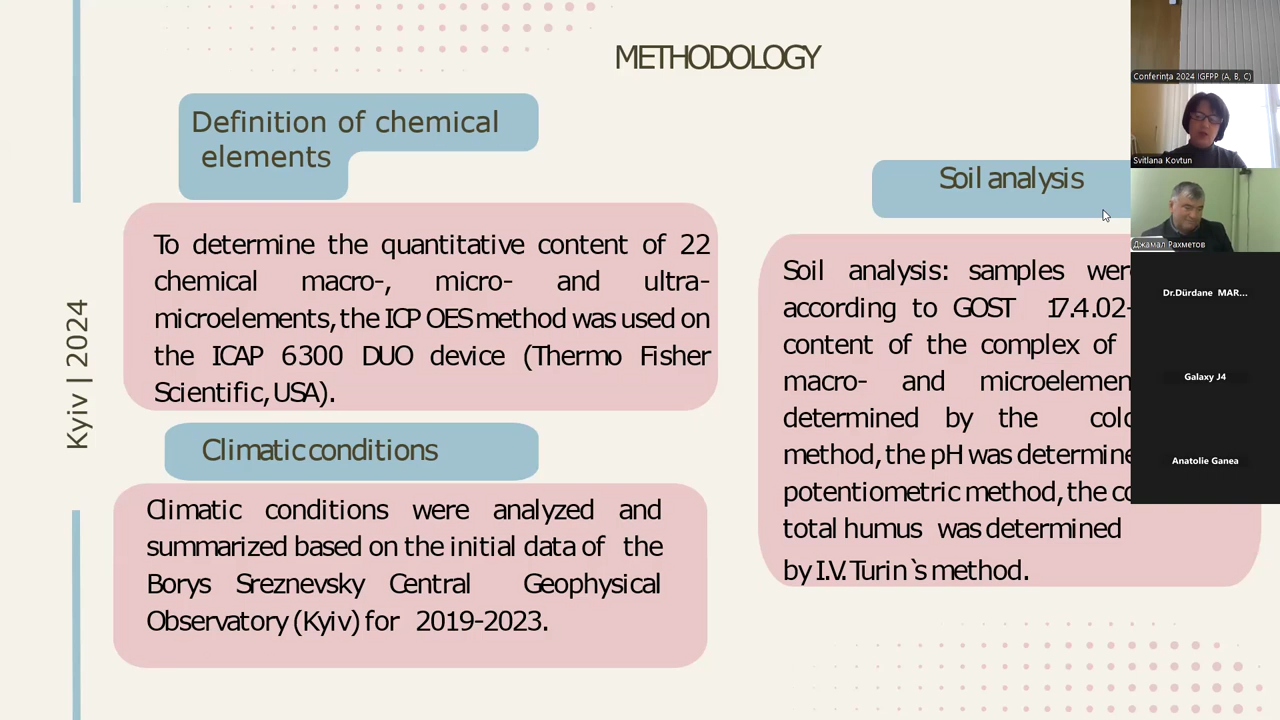 METHODOLOGY
Definition of chemical
elements
To determine the quantitative content of 22
chemical macro-, micro- and ultra-
microelements, the ICP OES method was used on
the ICAP 6300 DUO device (Thermo Fisher
Scientific, USA).
Climatic conditions
Climatic conditions were analyzed and
summarized based on the initial data of the
Borys Sreznevsky Central Geophysical
Observatory (Kyiv) for 2019-2023.
Kyiv | 2024
Soil analysis
Soil analysis: samples were
according to GOST 17.4.02-
content of the complex of
macro- and
determined by the
method, the pH was
potentiometric method, the
total humus was determined
by I.V. Turin`s method.
Conferința 2024 IGFPP (A, B, C)
Svitlana Kovtun
Джамал Рахметов
Dr.Dürdane MAR...
Galaxy J4
Anatolie Ganea